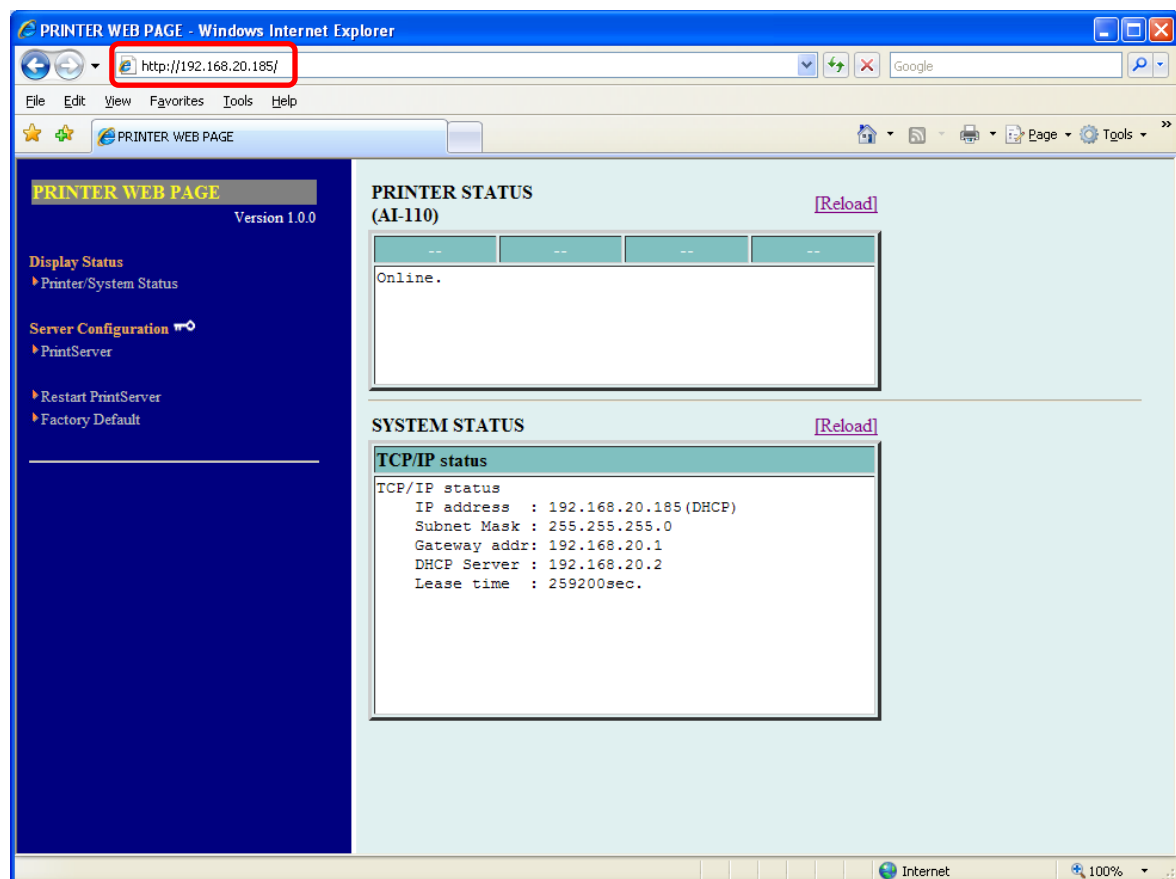 PRINTER WEB PAGE - Windows Internet Explorer
http://192.168.20.185/
Google
File Edit View Favorites Tools Help
PRINTER WEB PAGE
Page Tools »
PRINTER WEB PAGE
Version 1.0.0
Display Status
Printer/System Status
Server Configuration
PrintServer
Restart PrintServer
Factory Default
PRINTER STATUS
(AI-110)
[Reload]
-- -- -- --
Online.
SYSTEM STATUS
[Reload]
TCP/IP status
TCP/IP status
IP address : 192.168.20.185(DHCP)
Subnet Mask : 255.255.255.0
Gateway addr: 192.168.20.1
DHCP Server : 192.168.20.2
Lease time : 259200sec.
Internet
100%